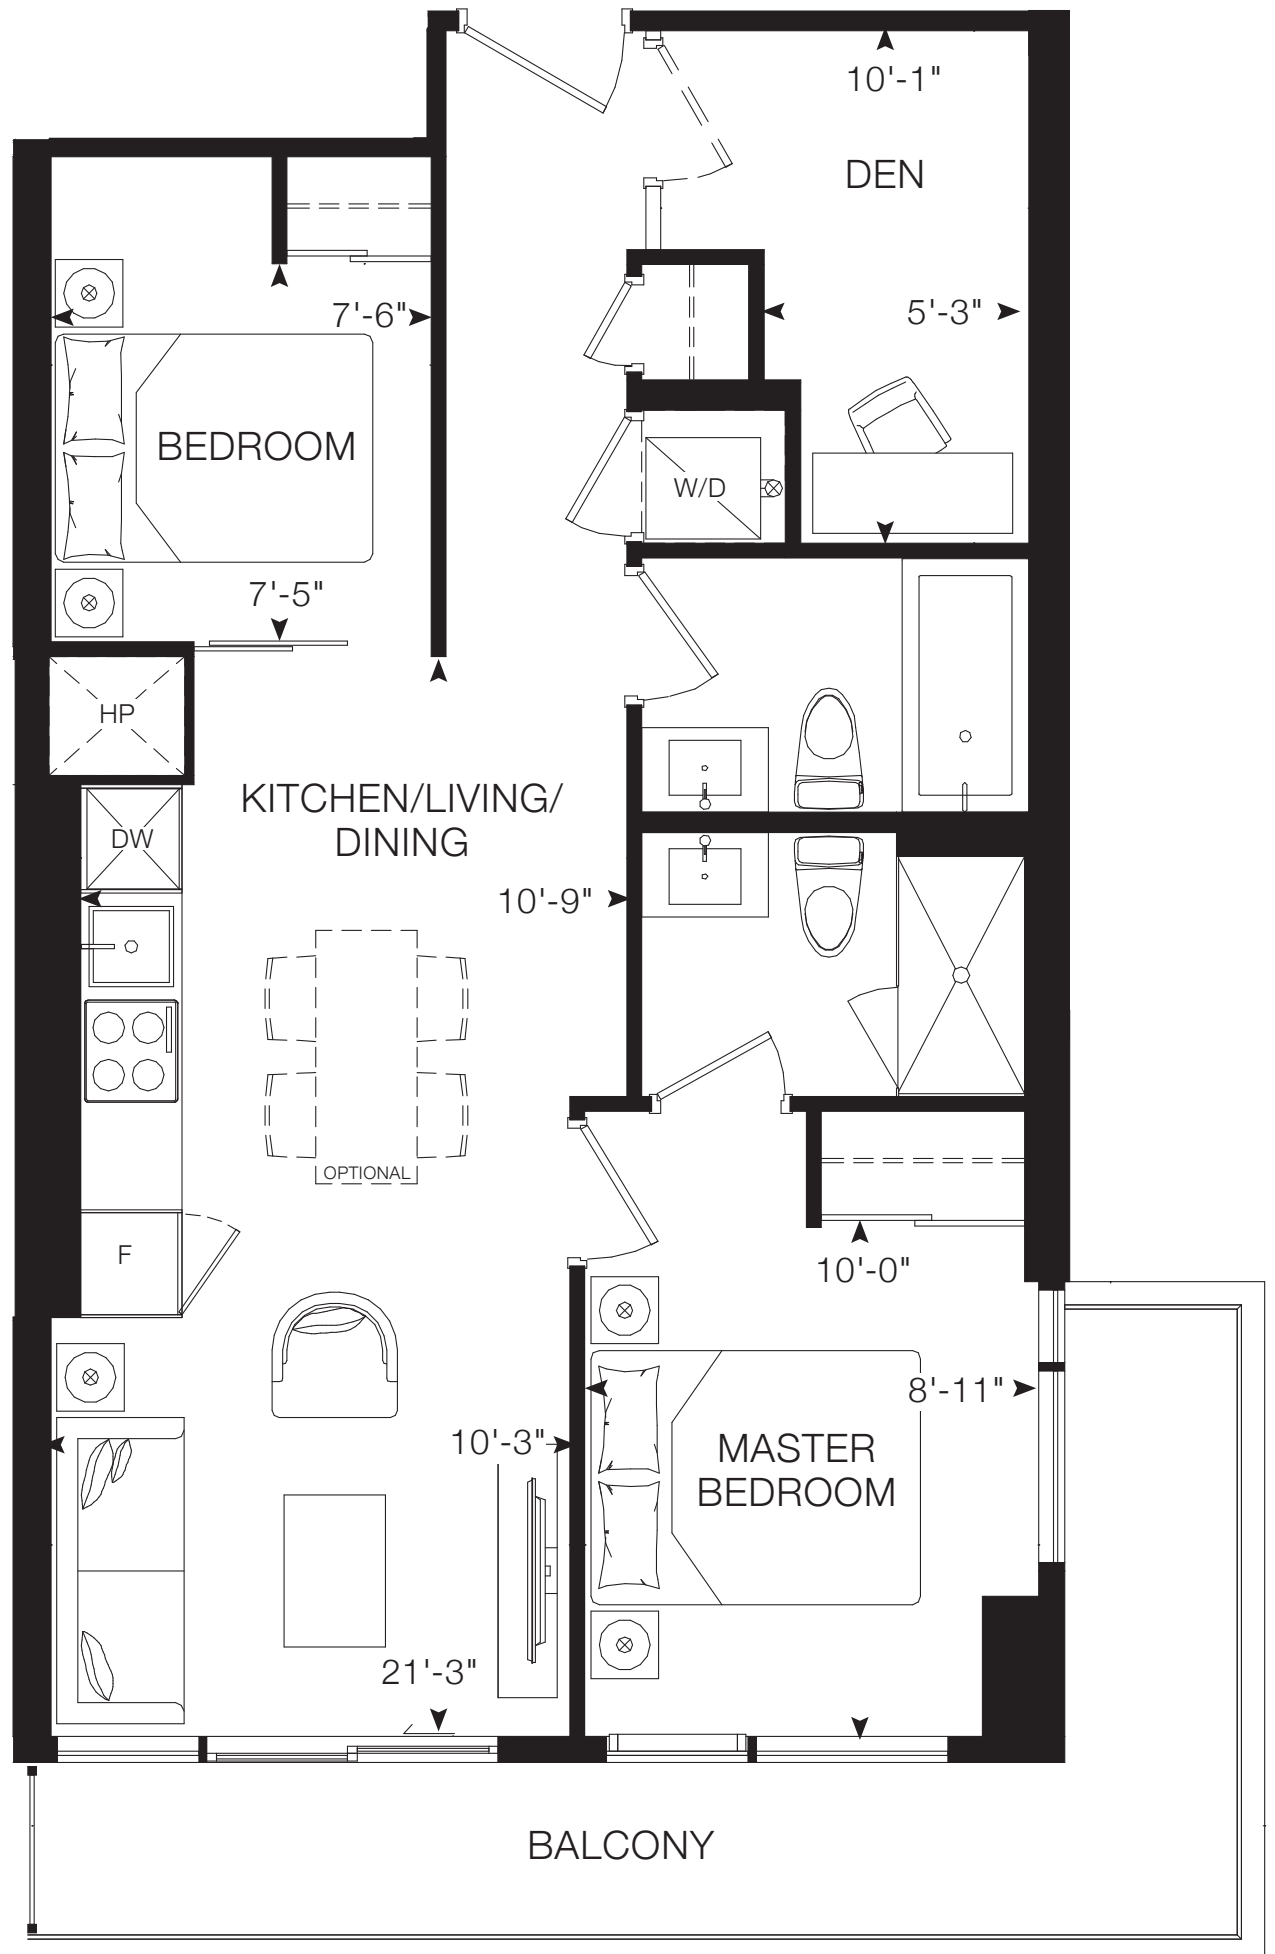 10'-1"
DEN
7'-6"
5'-3"
BEDROOM
W/D
7'-5"
HP
KITCHEN/LIVING/
DINING
DW
10'-9"
OPTIONAL
F
10'-0"
8'-11"
10'-3"
MASTER
BEDROOM
21'-3"
BALCONY